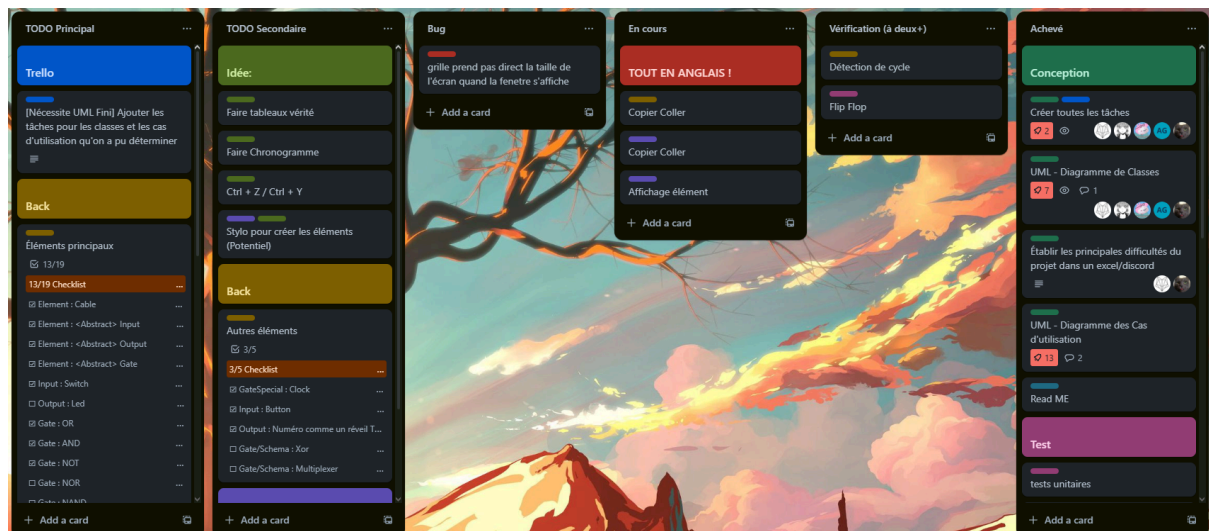 TODO Principal
Trello
[Nécessite UML Fini] Ajouter les
tâches pour les classes et les cas
d'utilisation qu'on a pu déterminer
Back
Éléments principaux
13/19
13/19 Checklist
Element : Cable
Element : <Abstract> Input
Element : <Abstract> Output
Element : <Abstract> Gate
Input : Switch
Output : Led
Gate : OR
Gate : AND
Gate : NOT
Gate : NOR
Gate : NAND
+ Add a card
TODO Secondaire
Idée:
Faire tableaux vérité
Faire Chronogramme
Ctrl + Z / Ctrl + Y
Stylo pour créer les éléments
(Potentiel)
Back
Autres éléments
3/5
3/5 Checklist
GateSpecial : Clock
Input : Button
Output : Numéro comme un réveil T...
Gate/Schema : Xor
Gate/Schema : Multiplexer
+ Add a card
Bug
grille prend pas direct la taille de
l'écran quand la fenetre s'affiche
+ Add a card
En cours
TOUT EN ANGLAIS !
Copier Coller
Copier Coller
Affichage élément
+ Add a card
Vérification (à deux+)
Détection de cycle
Flip Flop
+ Add a card
Achevé
Conception
Créer toutes les tâches
2
AG
UML - Diagramme de Classes
7
1
AG
Établir les principales difficultés du
projet dans un excel/discord
UML - Diagramme des Cas
d'utilisation
13
2
Read ME
Test
tests unitaires
+ Add a card